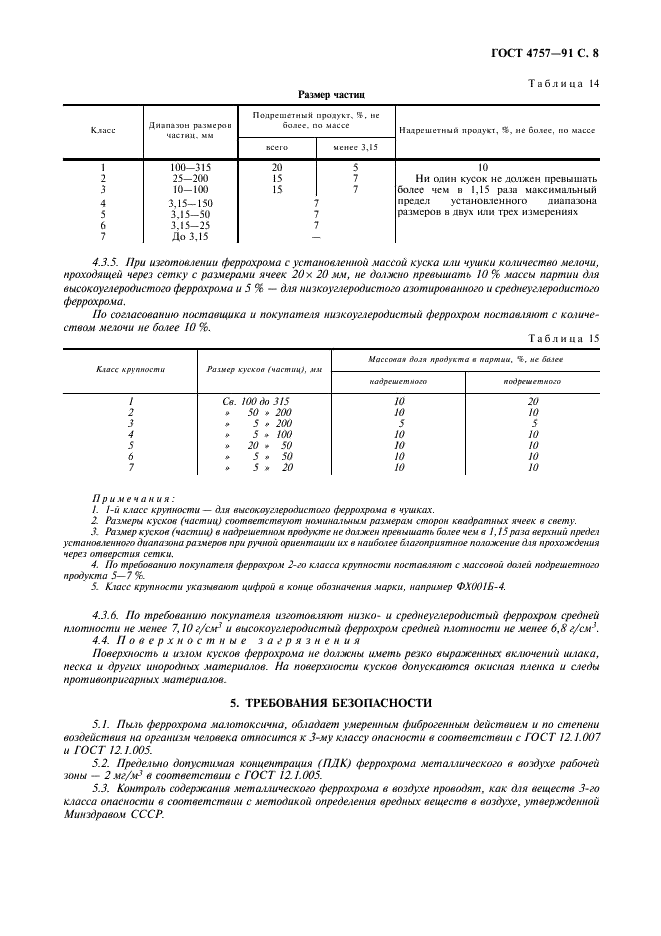 ГОСТ 4757—91 С. 8
Таблица 14
Размер частиц
Класс
Диапазон размеров частиц, мм
Подрешетный продукт, %, не более, по массе
Надрешетный продукт, %, не более, по массе
всего менее 3,15
1 100—315 20 5 10
2 25—200 15 7 Ни один кусок не должен превышать
3 10—100 15 7 более чем в 1,15 раза максимальный
4 3,15—150 7 предел установленного диапазона
5 3,15—50 7 размеров в двух или трех измерениях
6 3,15—25 7
7 До 3,15 —
4.3.5. При изготовлении феррохрома с установленной массой куска или чушки количество мелочи,
проходящей через сетку с размерами ячеек 20×20 мм, не должно превышать 10 % массы партии для
высокоуглеродистого феррохрома и 5 % — для низкоуглеродистого азотированного и среднеуглеродистого
феррохрома.
По согласованию поставщика и покупателя низкоуглеродистый феррохром поставляют с количе-
ством мелочи не более 10 %.
Таблица 15
Класс крупности
Размер кусков (частиц), мм
Массовая доля продукта в партии, %, не более
надрешетного подрешетного
1 Св. 100 до 315 10 20
2 » 50 » 200 10 10
3 » 5 » 200 5 5
4 » 5 » 100 10 10
5 » 20 » 50 10 10
6 » 5 » 50 10 10
7 » 5 » 20 10 10
Примечания:
1. 1-й класс крупности — для высокоуглеродистого феррохрома в чушках.
2. Размеры кусков (частиц) соответствуют номинальным размерам сторон квадратных ячеек в свету.
3. Размер кусков (частиц) в надрешетном продукте не должен превышать более чем в 1,15 раза верхний предел
установленного диапазона размеров при ручной ориентации их в наиболее благоприятное положение для прохождения
через отверстия сетки.
4. По требованию покупателя феррохром 2-го класса крупности поставляют с массовой долей подрешетного
продукта 5—7 %.
5. Класс крупности указывают цифрой в конце обозначения марки, например ФХ001Б-4.
4.3.6. По требованию покупателя изготовляют низко- и среднеуглеродистый феррохром средней
плотности не менее 7,10 г/см³ и высокоуглеродистый феррохром средней плотности не менее 6,8 г/см³.
4.4. Поверхностные загрязнения
Поверхность и излом кусков феррохрома не должны иметь резко выраженных включений шлака,
песка и других инородных материалов. На поверхности кусков допускаются окисная пленка и следы
противопригарных материалов.
5. ТРЕБОВАНИЯ БЕЗОПАСНОСТИ
5.1. Пыль феррохрома малотоксична, обладает умеренным фиброгенным действием и по степени
воздействия на организм человека относится к 3-му классу опасности в соответствии с ГОСТ 12.1.007
и ГОСТ 12.1.005.
5.2. Предельно допустимая концентрация (ПДК) феррохрома металлического в воздухе рабочей
зоны — 2 мг/м³ в соответствии с ГОСТ 12.1.005.
5.3. Контроль содержания металлического феррохрома в воздухе проводят, как для веществ 3-го
класса опасности в соответствии с методикой определения вредных веществ в воздухе, утвержденной
Минздравом СССР.